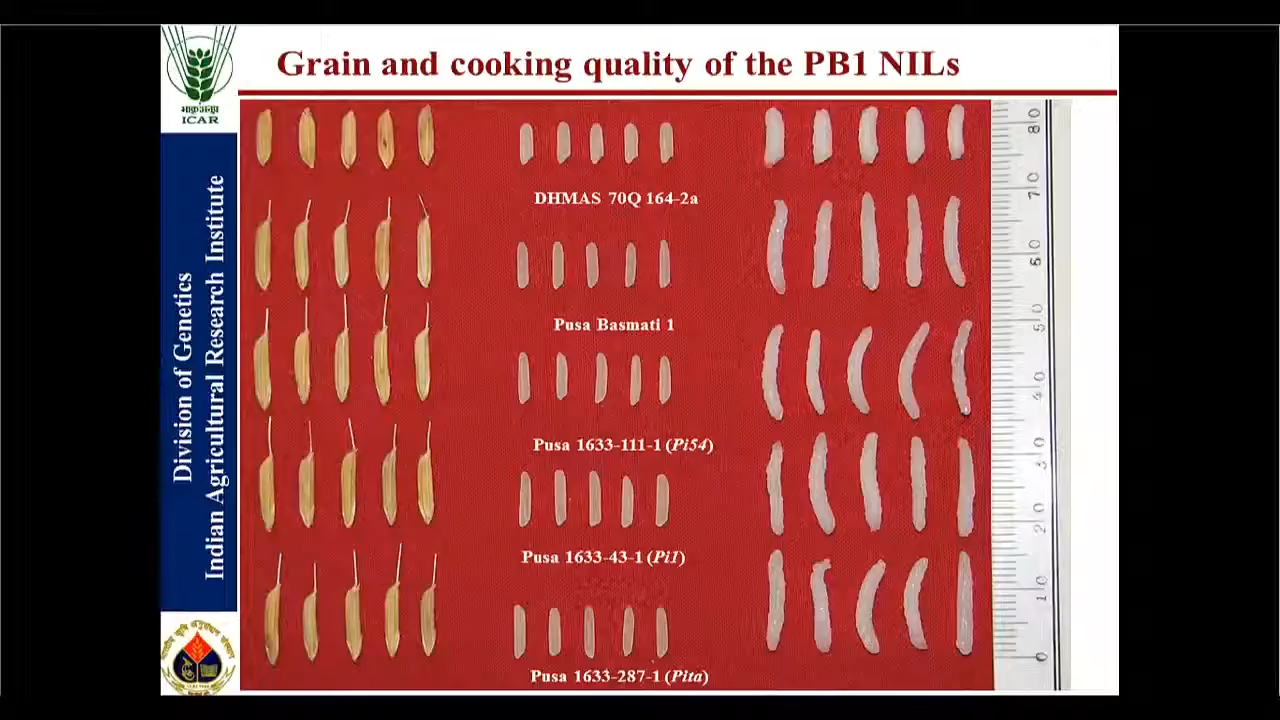 Grain and cooking quality of the PB1 NILs
ICAR
Division of Genetics
Indian Agricultural Research Institute
DHMAS 70Q 164-2a
Pusa Basmati 1
Pusa 1633-111-1 (Pi54)
Pusa 1633-43-1 (Pi1)
Pusa 1633-287-1 (Pita)
80
70
60
50
40
30
20
10
0